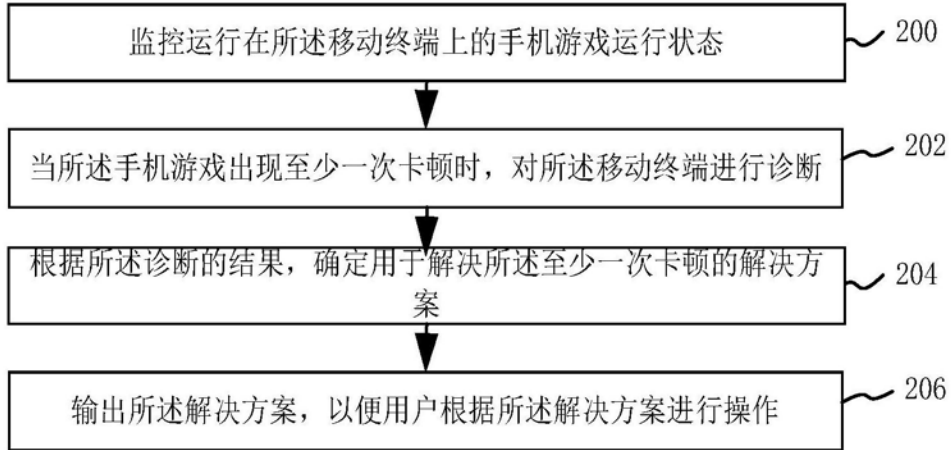 监控运行在所述移动终端上的手机游戏运行状态
200
当所述手机游戏出现至少一次卡顿时，对所述移动终端进行诊断
202
根据所述诊断的结果，确定用于解决所述至少一次卡顿的解决方
案
204
输出所述解决方案，以便用户根据所述解决方案进行操作
206